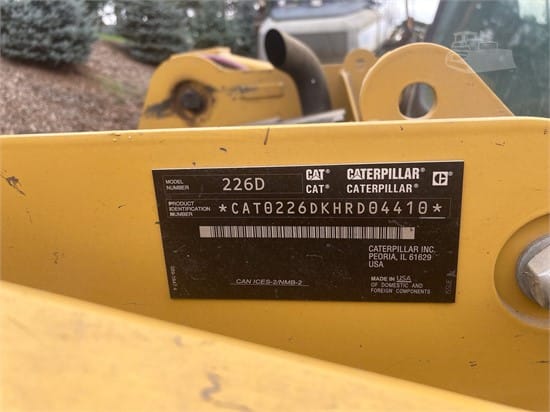 MODEL NUMBER 226D CAT® CATERPILLAR®
CAT® CATERPILLAR®
PRODUCT IDENTIFICATION NUMBER *CAT0226DKHRD04410*
CATERPILLAR INC.
PEORIA, IL 61629
USA
MADE IN USA
OF DOMESTIC AND
FOREIGN COMPONENTS
CAN ICES-2/NMB-2